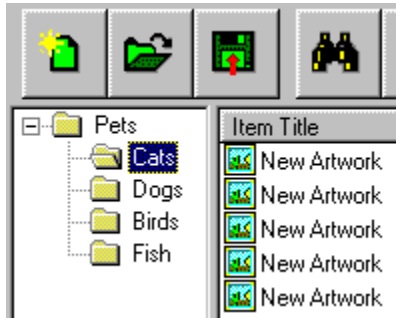 Pets
Cats
Dogs
Birds
Fish
Item Title
New Artwork
New Artwork
New Artwork
New Artwork
New Artwork